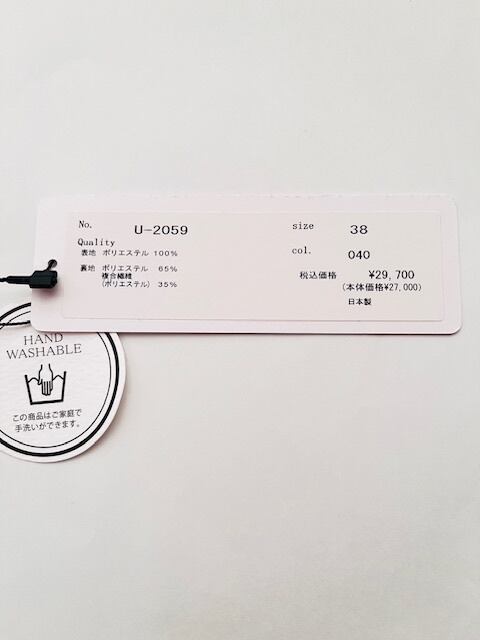 No. U-2059
size 38
Quality
表地 ポリエステル 100%
col. 040
裏地 ポリエステル 65%
複合繊維
(ポリエステル) 35%
税込価格 ¥29,700
(本体価格¥27,000)
日本製
HAND
WASHABLE
この商品はご家庭で
手洗いができます。